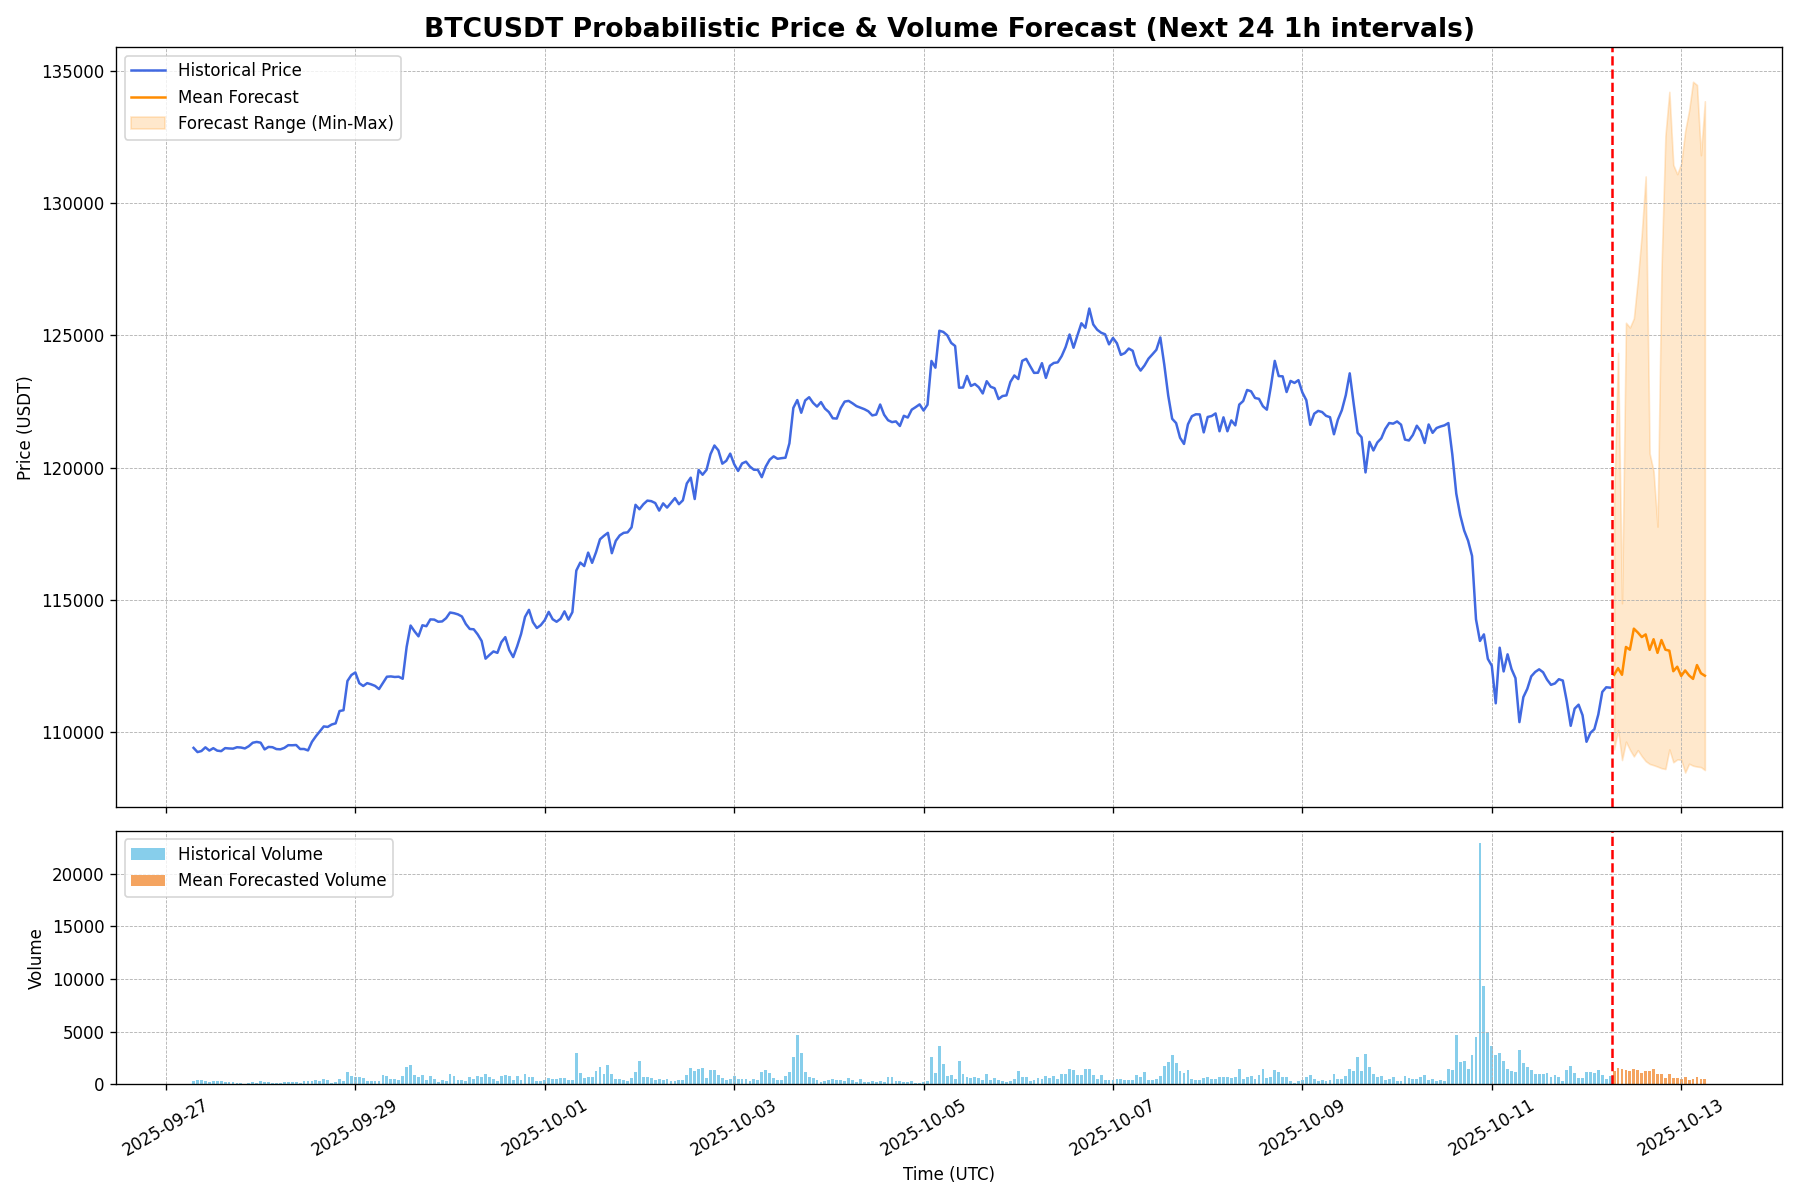 BTCUSDT Probabilistic Price & Volume Forecast (Next 24 1h intervals)
Historical Price
Mean Forecast
Forecast Range (Min-Max)
135000
130000
125000
120000
115000
110000
Price (USDT)
Historical Volume
Mean Forecasted Volume
20000
15000
10000
5000
0
Volume
2025-09-27
2025-09-29
2025-10-01
2025-10-03
2025-10-05
2025-10-07
2025-10-09
2025-10-11
2025-10-13
Time (UTC)